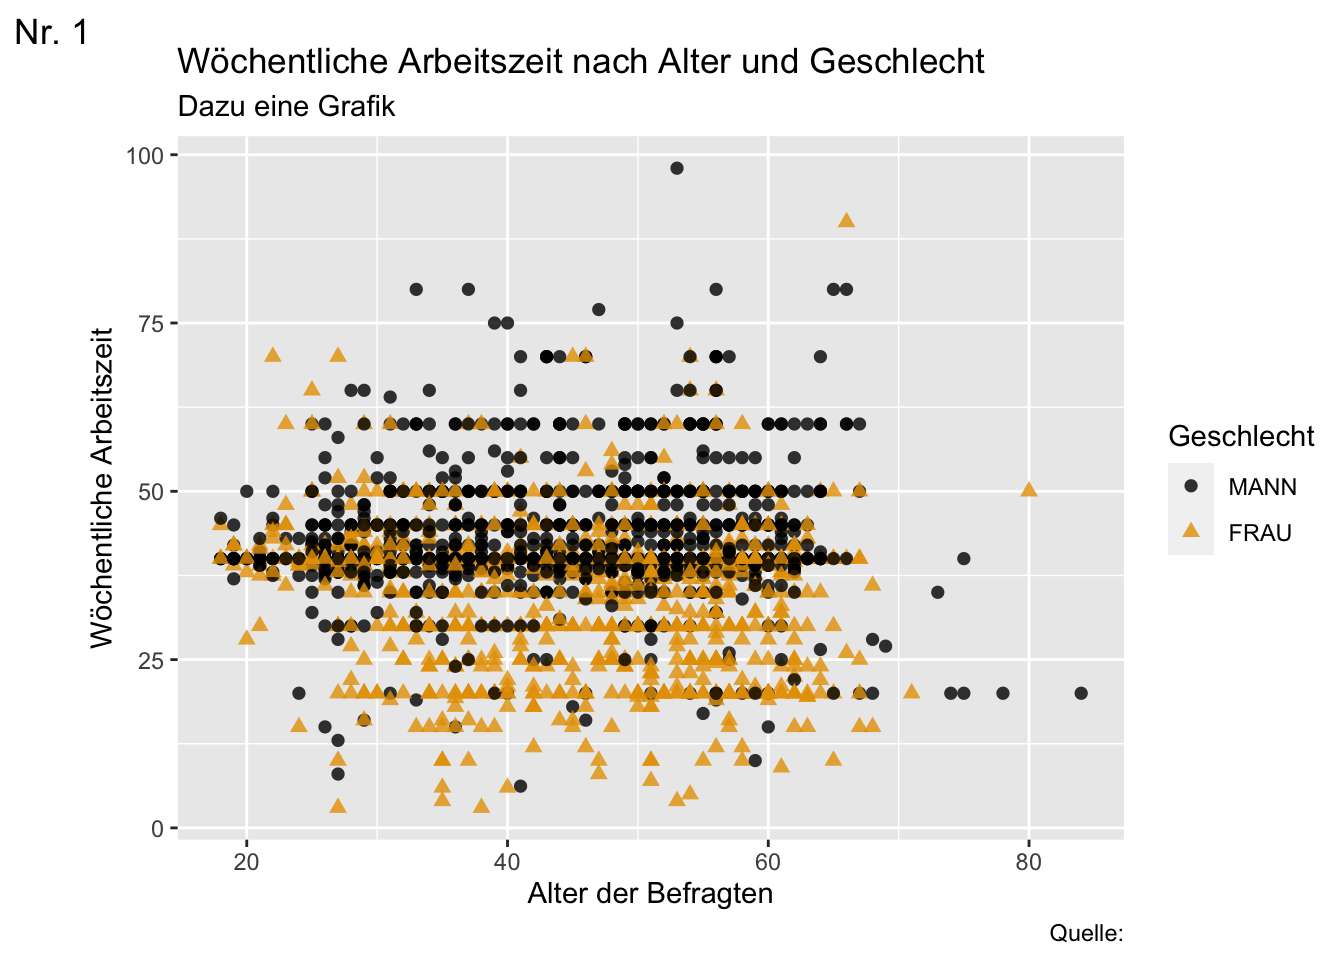 Nr. 1
Wöchentliche Arbeitszeit nach Alter und Geschlecht
Dazu eine Grafik
Wöchentliche Arbeitszeit
100
75
50
25
0
20 40 60 80
Alter der Befragten
Geschlecht
MANN
FRAU
Quelle: